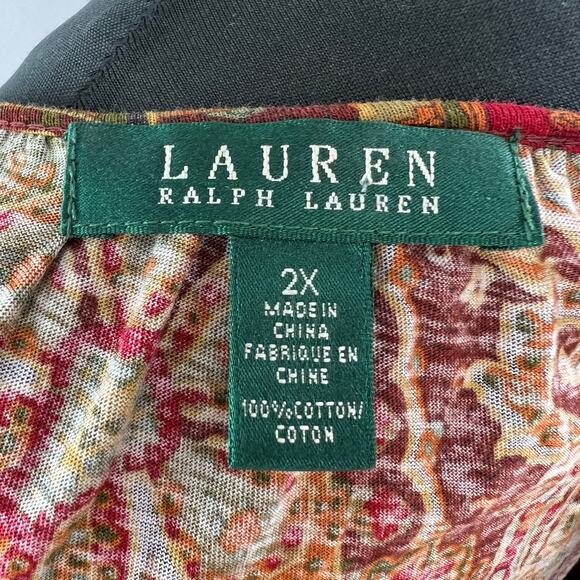 LAUREN
RALPH LAUREN
2X
MADE IN
CHINA
FABRIQUE EN
CHINE
100%COTTON/
COTON